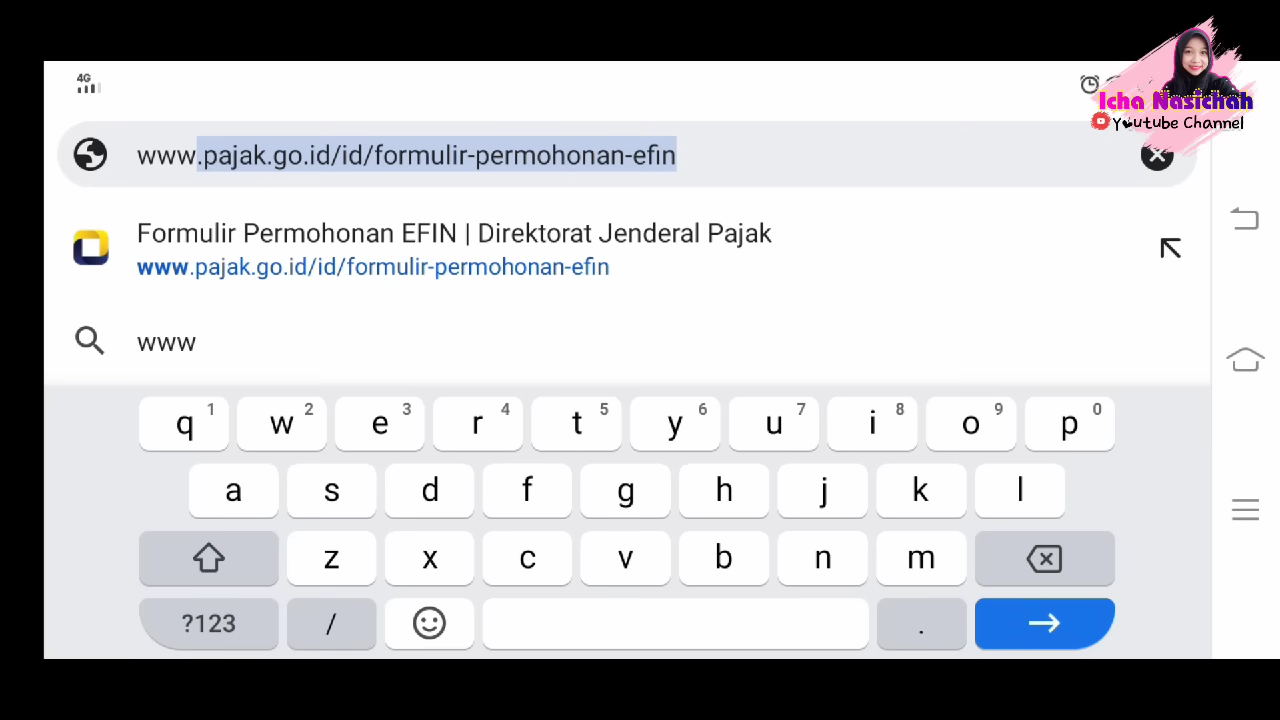 4G
Icha Nasichah
Youtube Channel
www.pajak.go.id/id/formulir-permohonan-efin
Formulir Permohonan EFIN | Direktorat Jenderal Pajak
www.pajak.go.id/id/formulir-permohonan-efin
www
q 1 w 2 e 3 r 4 t 5 y 6 u 7 i 8 o 9 p 0
a s d f g h j k l
z x c v b n m
?123 / .